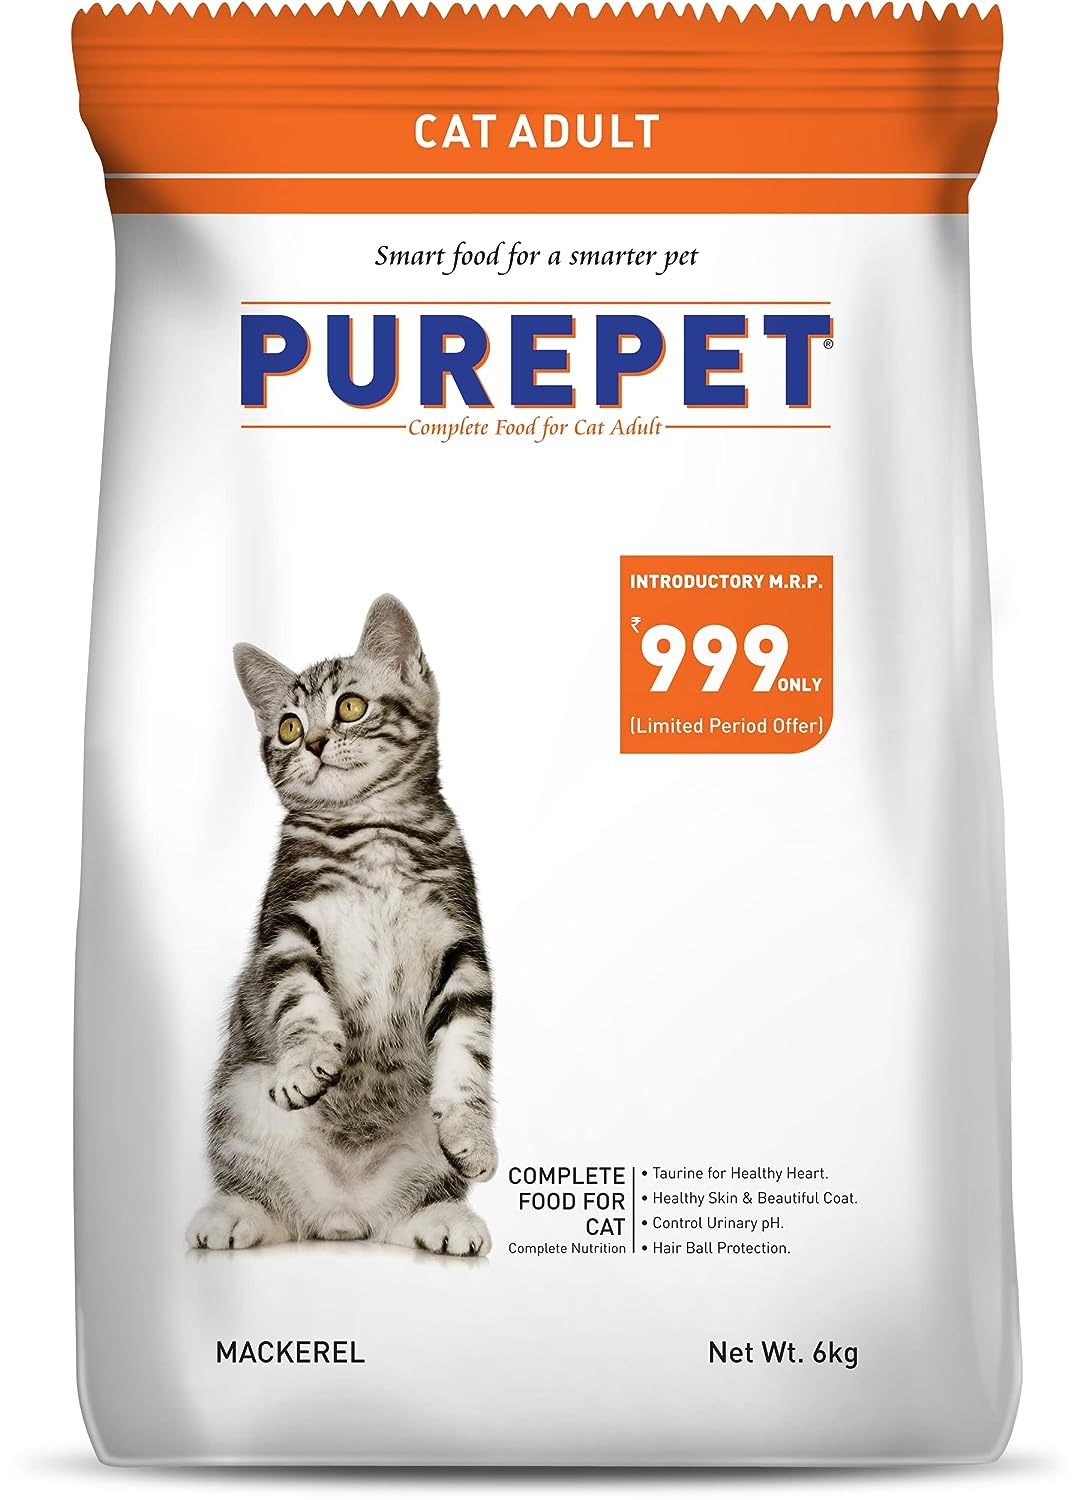 CAT ADULT
Smart food for a smarter pet
PUREPET®
Complete Food for Cat Adult
INTRODUCTORY M.R.P.
₹999 ONLY
(Limited Period Offer)
COMPLETE
FOOD FOR
CAT
Complete Nutrition
• Taurine for Healthy Heart.
• Healthy Skin & Beautiful Coat.
• Control Urinary pH.
• Hair Ball Protection.
MACKEREL
Net Wt. 6kg